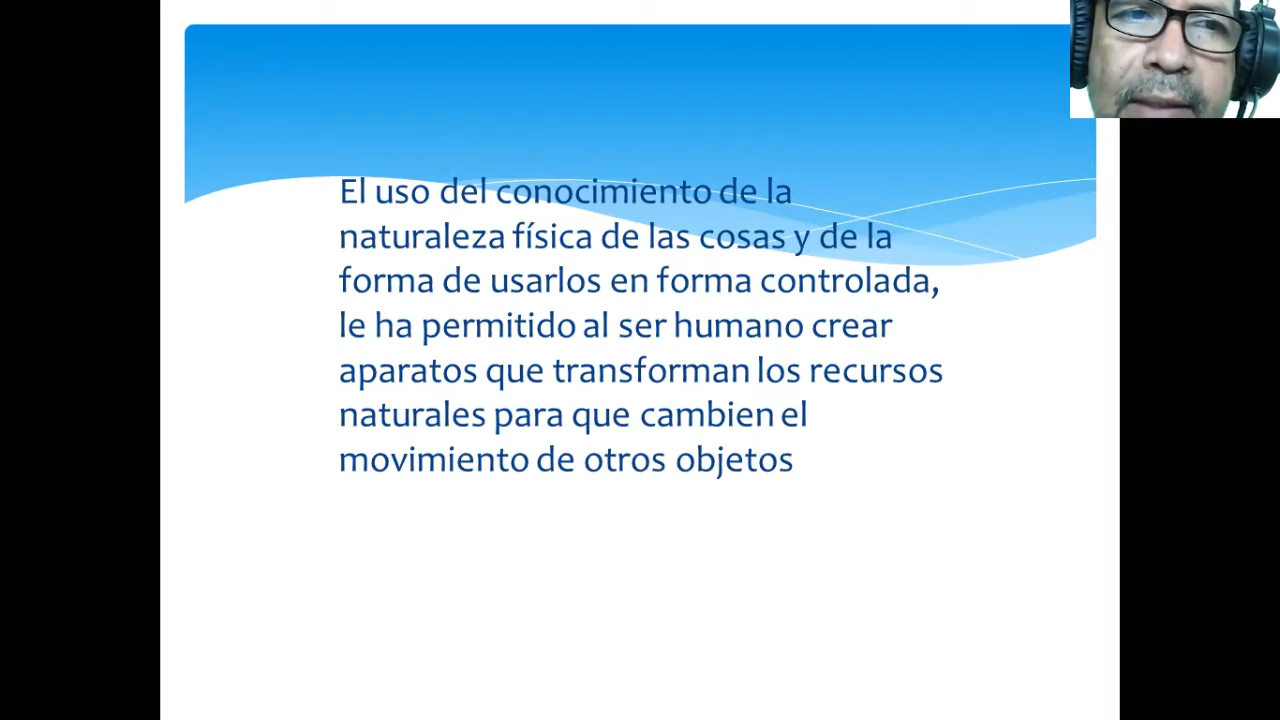 El uso del conocimiento de la
naturaleza física de las cosas y de la
forma de usarlos en forma controlada,
le ha permitido al ser humano crear
aparatos que transforman los recursos
naturales para que cambien el
movimiento de otros objetos